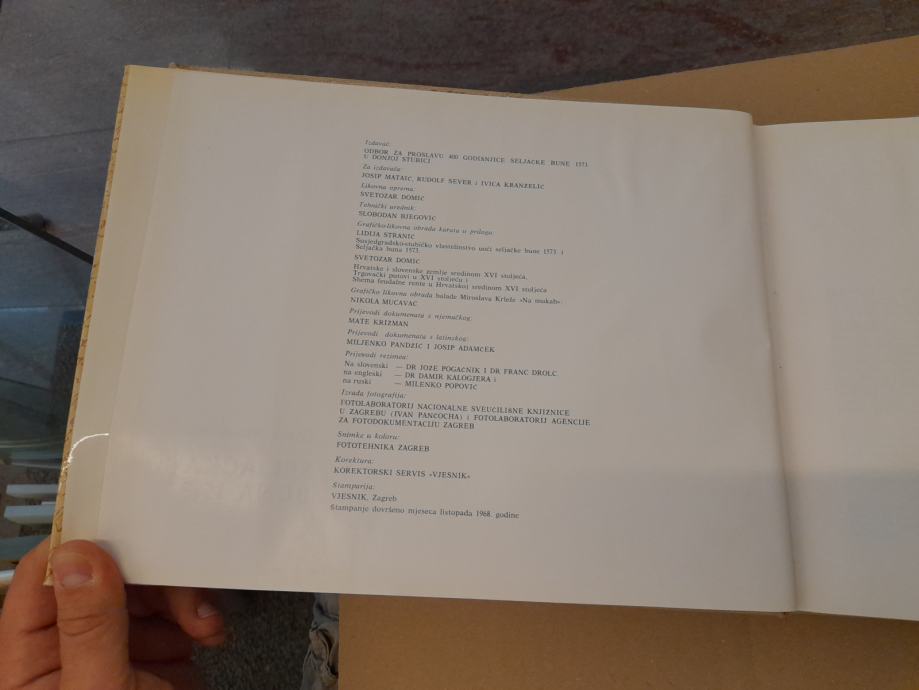 Izdavač:
ODBOR ZA PROSLAVU 400 GODIŠNJICE SELJAČKE BUNE 1573.
U DONJOJ STUBICI
Za izdavača
JOSIP MATAIĆ, RUDOLF SEVER i IVICA KRANŽELIĆ
Likovna oprema:
SVETOZAR DOMIĆ
Tehnički urednik:
SLOBODAN BJEGOVIĆ
Grafičko-likovna obrada karata u prilogu:
LIDIJA STRANIĆ
Susjedgradsko-stubičko vlastelinstvo uoči seljačke bune 1573 i
Seljačka buna 1573.
SVETOZAR DOMIĆ
Hrvatske i slovenske zemlje sredinom XVI stoljeća,
Trgovački putovi u XVI stoljeću i
Shema feudalne rente u Hrvatskoj sredinom XVI stoljeća
Grafičko likovna obrada balade Miroslava Krleže »Na mukah«:
NIKOLA MUCAVAC
Prijevodi dokumenata s njemačkog:
MATE KRIŽMAN
Prijevodi dokumenata s latinskog:
MILJENKO PANDŽIĆ I JOSIP ADAMČEK
Prijevodi rezimea:
Na slovenski — DR JOŽE POGAČNIK I DR FRANC DROLC
na engleski — DR DAMIR KALOGJERA i
na ruski — MILENKO POPOVIĆ
Izrada fotografija:
FOTOLABORATORIJ NACIONALNE SVEUČILIŠNE KNJIŽNICE
U ZAGREBU (IVAN PANČOCHA) i FOTOLABORATORIJ AGENCIJE
ZA FOTODOKUMENTACIJU ZAGREB
Snimke u koloru:
FOTOTEHNIKA ZAGREB
Korektura:
KOREKTORSKI SERVIS »VJESNIK«
Štamparija:
VJESNIK, Zagreb
Štampanje dovršeno mjeseca listopada 1968. godine